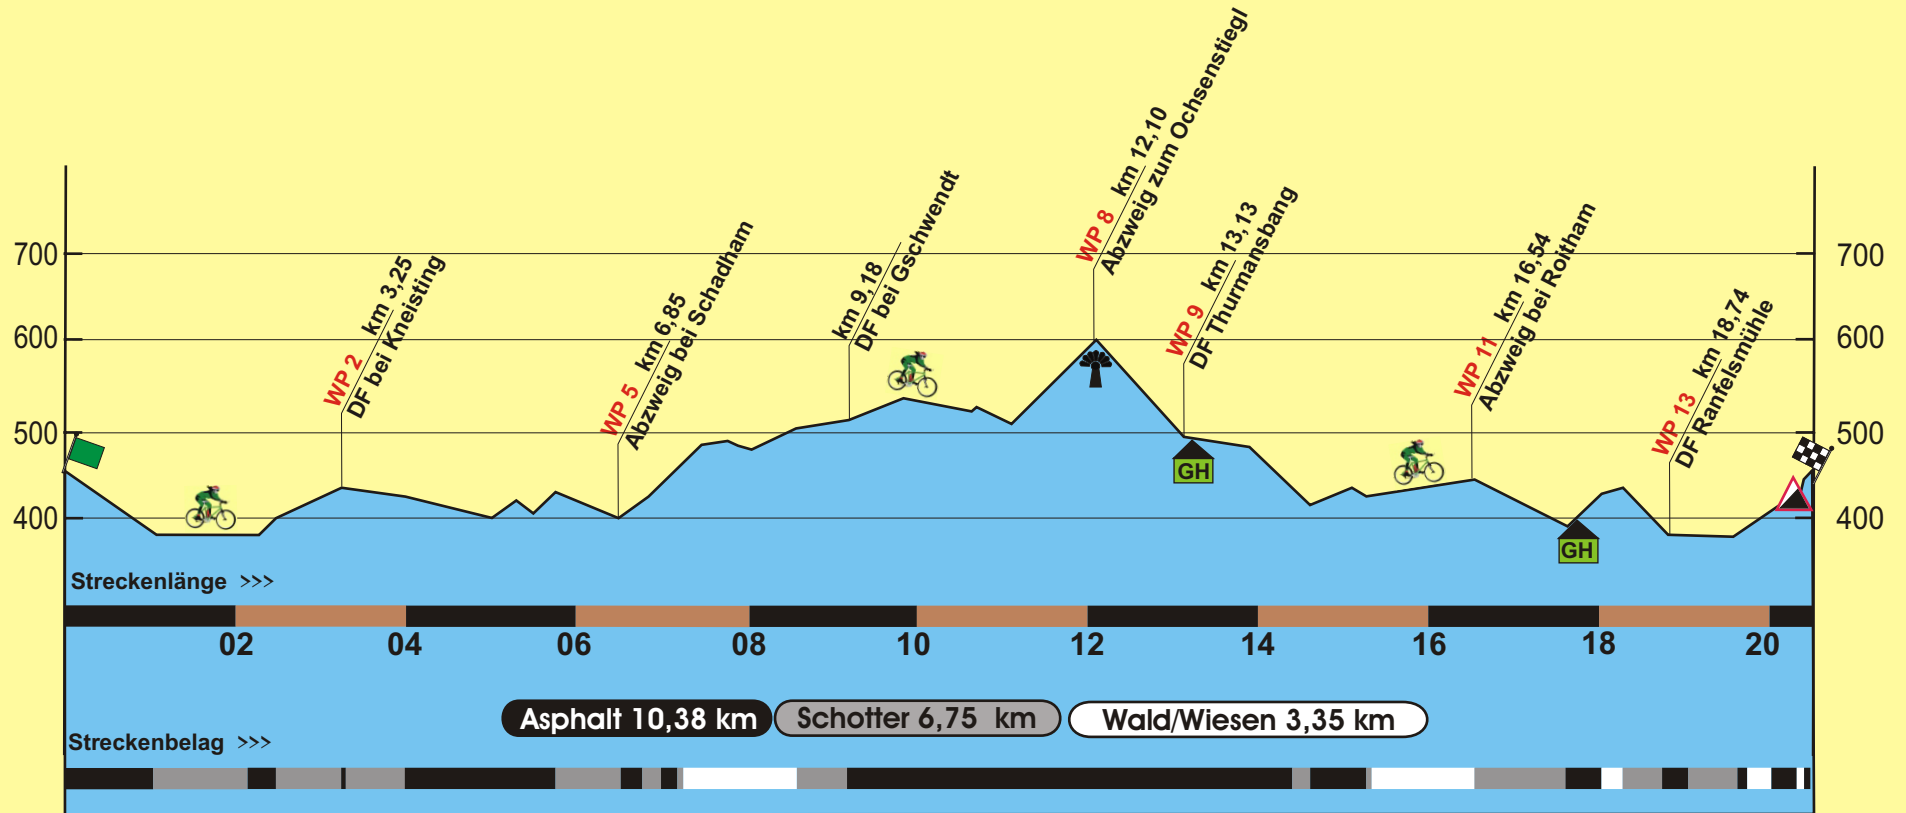 WP 8 km 12,10
Abzweig zum Ochsenstiegl
WP 2 km 3,25
DF bei Kneisting
WP 5 km 6,85
Abzweig bei Schadham
km 9,18
DF bei Gschwendt
WP 9 km 13,13
DF Thurmansbang
WP 11 km 16,54
Abzweig bei Roitham
WP 13 km 18,74
DF Ranfelsmühle
700 700
600 600
500 500
400 400
GH
GH
Streckenlänge >>>
02 04 06 08 10 12 14 16 18 20
Asphalt 10,38 km Schotter 6,75 km Wald/Wiesen 3,35 km
Streckenbelag >>>